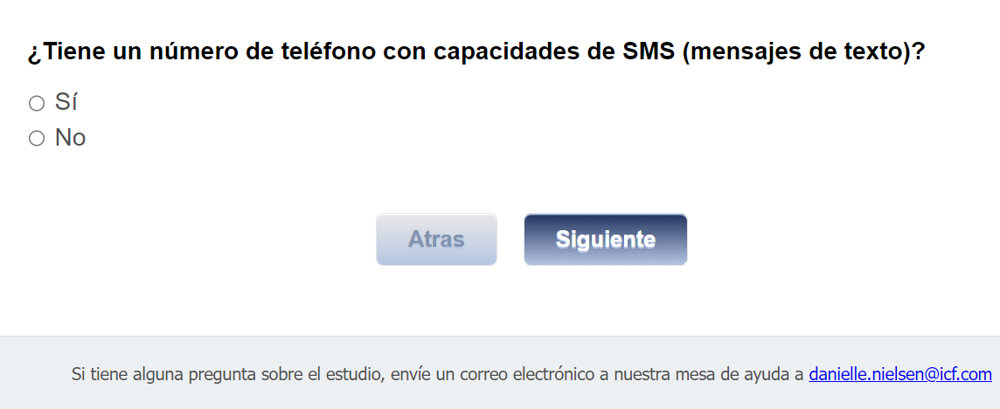 ¿Tiene un número de teléfono con capacidades de SMS (mensajes de texto)?
Sí
No
Atras
Siguiente
Si tiene alguna pregunta sobre el estudio, envíe un correo electrónico a nuestra mesa de ayuda a danielle.nielsen@icf.com